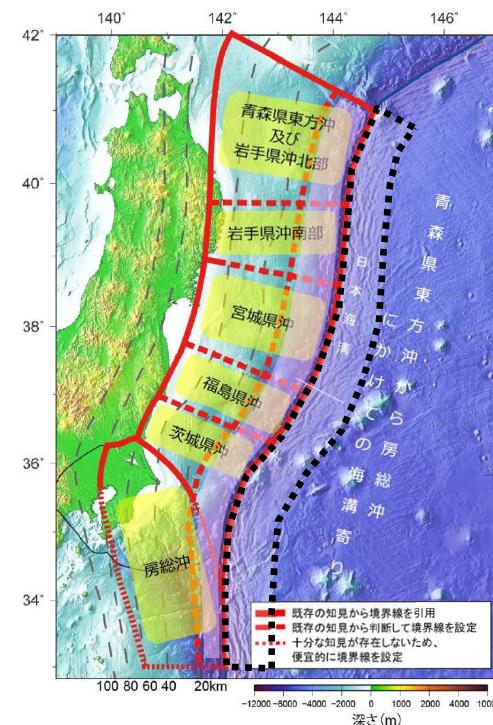 140° 142° 144° 146°
42°
40°
38°
36°
34°
青森県東方沖
及び
岩手県沖北部
岩手県沖南部
宮城県沖
福島県沖
茨城県沖
房総沖
日本海溝
青森県東方沖から房総沖
にかけての海溝寄り
既存の知見から境界線を引用
既存の知見から判断して境界線を設定
十分な知見が存在しないため、
便宜的に境界線を設定
100 80 60 40 20km
-12000 -8000 -6000 -4000 -2000 0 1000 2000 4000 10000
深さ(m)